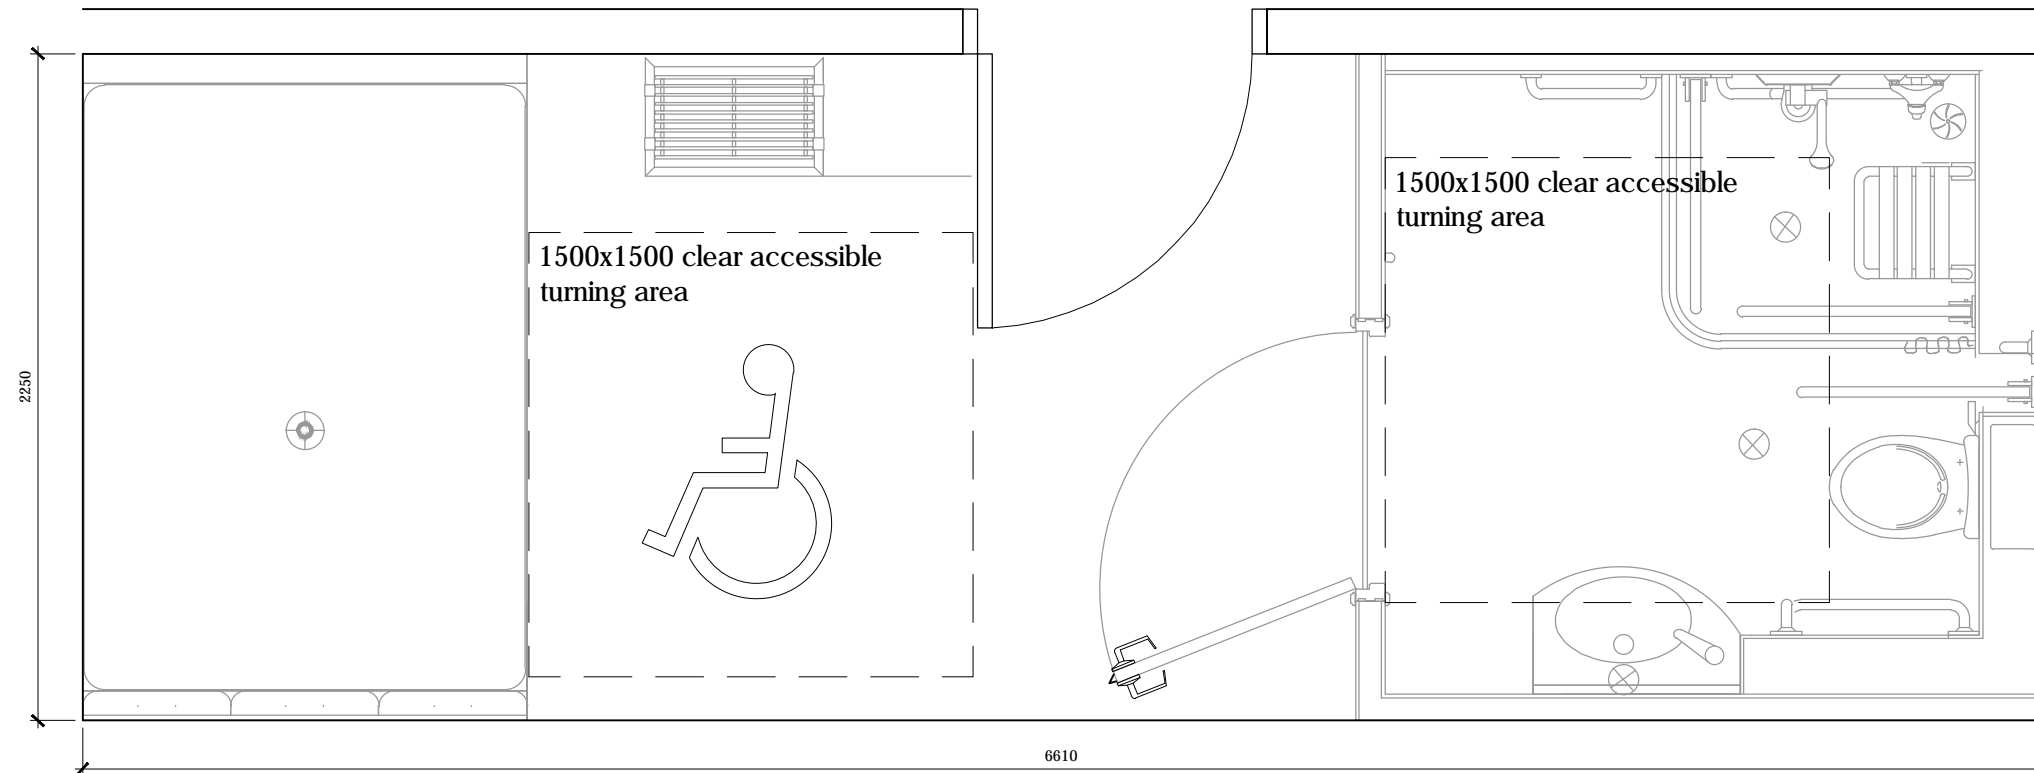 1500x1500 clear accessible
turning area
1500x1500 clear accessible
turning area
2250
6610